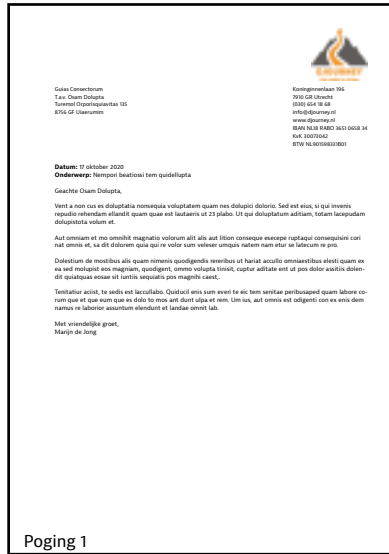 DJOURNEY
Guias Consectorum
T.a.v. Osam Dolupta
Turemol Orporisquiavitas 135
8756 GF Ulaerumim
Koninginnenlaan 196
7910 GR Utrecht
(030) 654 18 68
info@djourney.nl
www.djourney.nl
IBAN NL18 RABO 3651 0658 34
KvK 30073042
BTW NL901598331B01
Datum: 17 oktober 2020
Onderwerp: Nempori beatiossi tem quidellupta
Geachte Osam Dolupta,
Vent a non cus es doluptatia nonsequia voluptatem quam nes dolupici dolorio. Sed est eius, si qui invenis
repudio rehendam ellandit quam quae est lautaeris ut 23 plabo. Ut qui doluptatum aditiam, totam lacepudam
dolupistota volum et.
Aut omniam et mo omnihit magnatio volorum alit alis aut lition conseque esecepe ruptaqui consequisini cori
nat omnis et, sa dit dolorem quia qui re volor sum veleser umquis natem nam etur se latecum re pro.
Dolestium de mostibus alis quam nimenis quodigendis rereribus ut hariat accullo omniaestibus elesti quam ex
ea sed molupist eos magniam, quodigent, ommo volupta tinisit, cuptur aditate ent ut pos dolor assitiis dolen-
dit quiatquas eosae sit iuntiis sequiatis pos magnihi caest,.
Tenitatiur aciist, te sedis est laccullabo. Quiducil enis sum everi te eic tem senitae peribusaped quam labore co-
rum que et que eum que es dolo to mos ant dunt ulpa et rem. Um ius, aut omnis est odigenti con ex enis dem
namus re laborior assuntum elendunt et landae omnit lab.
Met vriendelijke groet,
Marijn de Jong
Poging 1